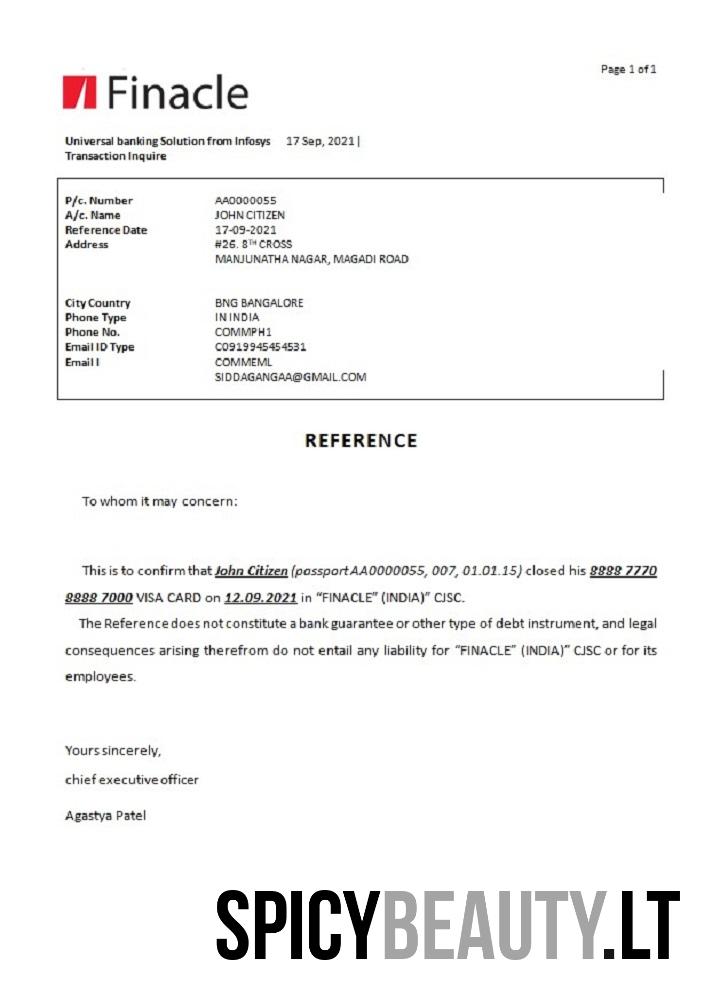 Page 1 of 1
Finacle
Universal banking Solution from Infosys 17 Sep, 2021|
Transaction Inquire
P/c. Number AA0000055
A/c. Name JOHN CITIZEN
Reference Date 17-09-2021
Address #26. 8TH CROSS
MANJUNATHA NAGAR, MAGADI ROAD
City Country BNG BANGALORE
Phone Type IN INDIA
Phone No. COMMPH1
Email ID Type C0919945454531
Email I COMMEML
SIDDAGANGAA@GMAIL.COM
REFERENCE
To whom it may concern:
This is to confirm that John Citizen (passport AA0000055, 007, 01.01.15) closed his 8888 7770
8888 7000 VISA CARD on 12.09.2021 in “FINACLE” (INDIA)” CJSC.
The Reference does not constitute a bank guarantee or other type of debt instrument, and legal
consequences arising therefrom do not entail any liability for “FINACLE” (INDIA)” CJSC or for its
employees.
Yours sincerely,
chief executive officer
Agastya Patel
SPICYBEAUTY.LT